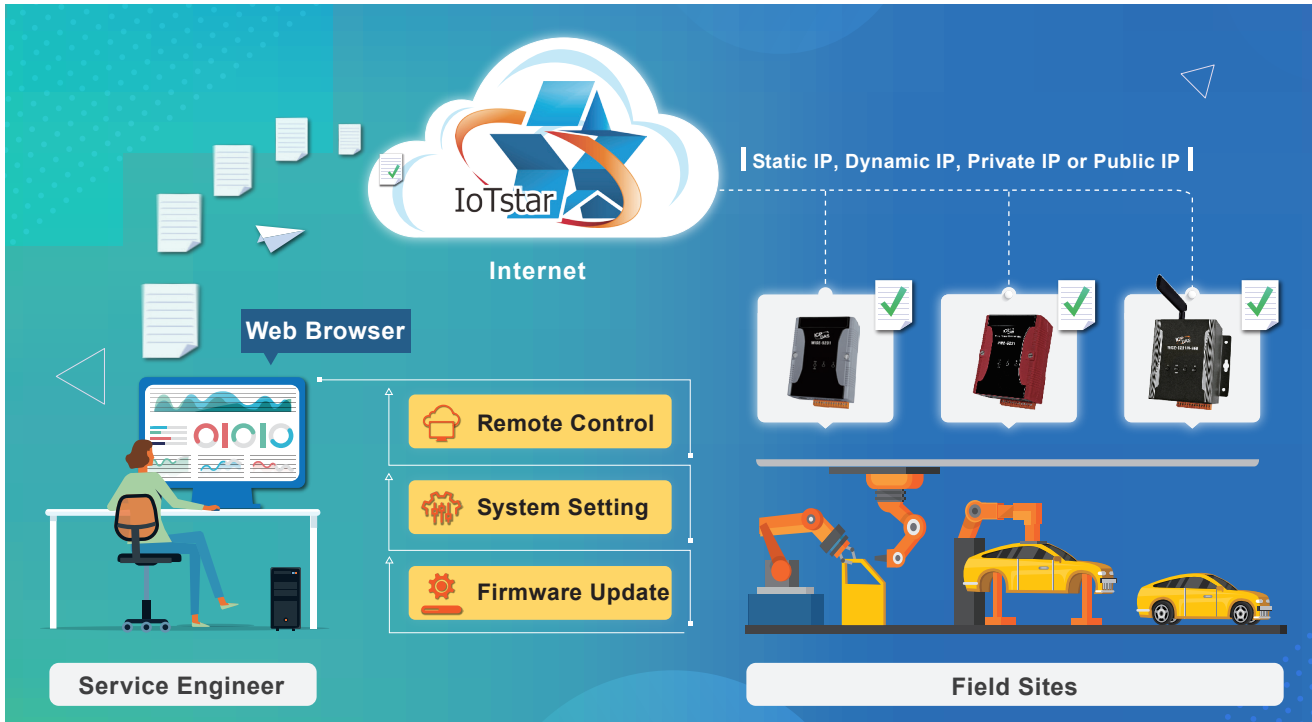 IoTstar
Internet
Static IP, Dynamic IP, Private IP or Public IP
Web Browser
Remote Control
System Setting
Firmware Update
Service Engineer
Field Sites